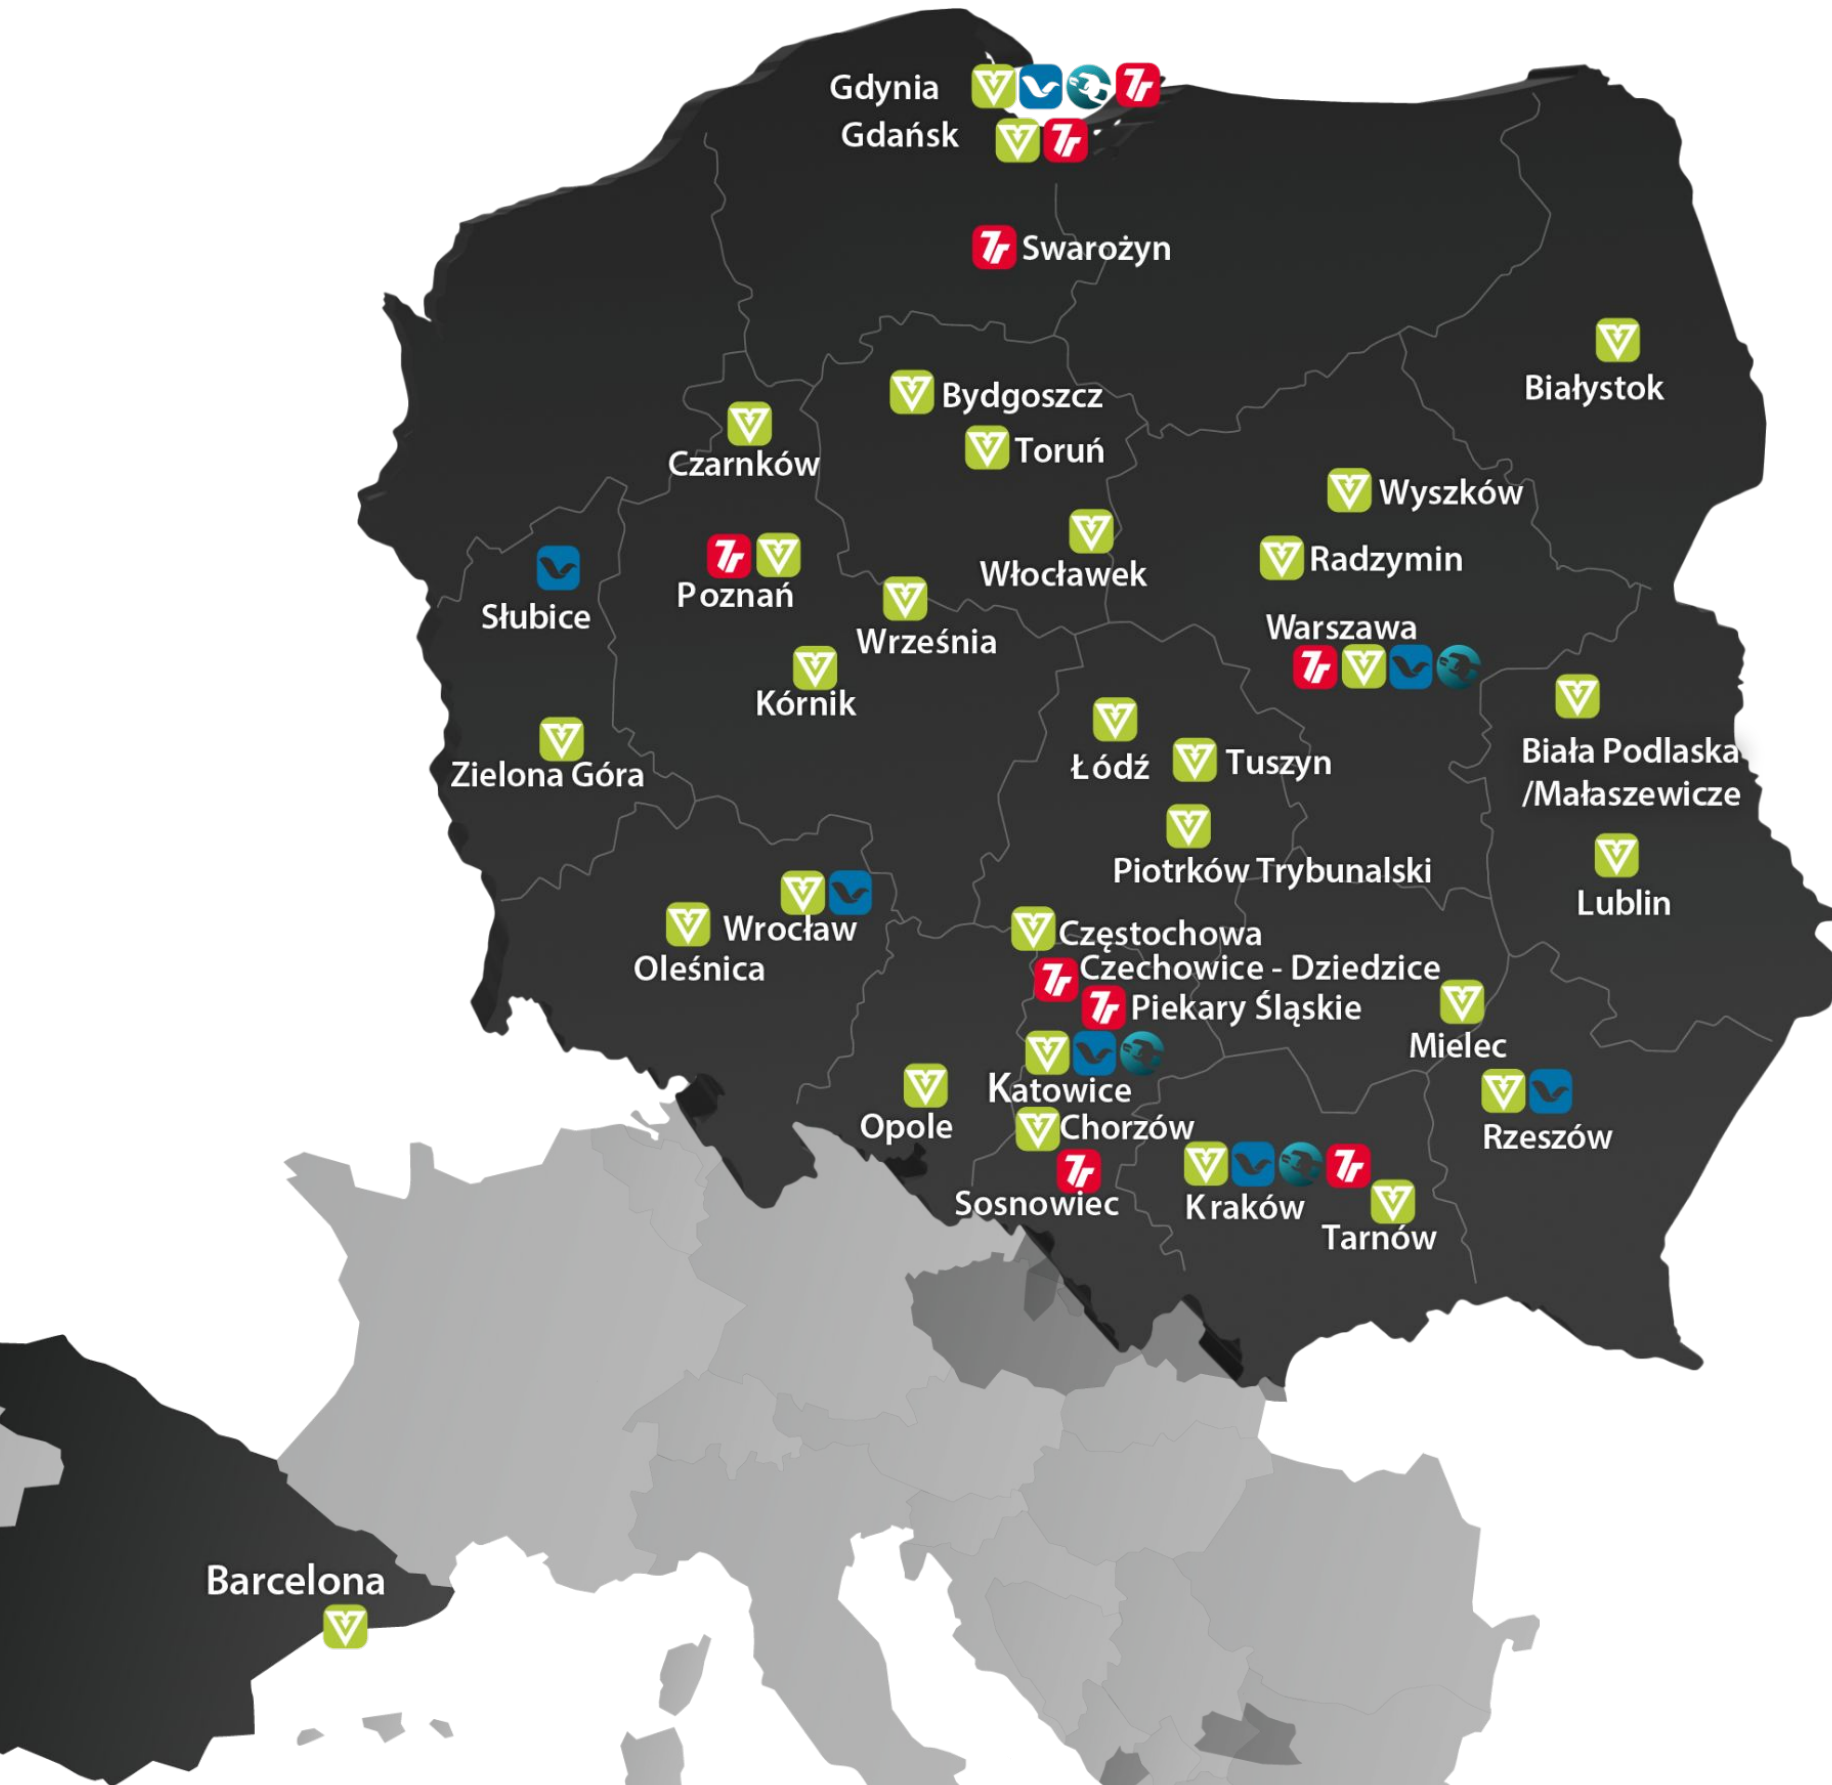 Gdynia
Gdańsk
Swarożyn
Białystok
Bydgoszcz
Czarnków
Toruń
Wyszków
Włocławek
Radzymin
Słubice
Poznań
Września
Warszawa
Kórnik
Zielona Góra
Łódź
Tuszyn
Biała Podlaska
/Małaszewicze
Piotrków Trybunalski
Lublin
Wrocław
Oleśnica
Częstochowa
Czechowice - Dziedzice
Piekary Śląskie
Mielec
Katowice
Opole
Chorzów
Rzeszów
Sosnowiec
Kraków
Tarnów
Barcelona